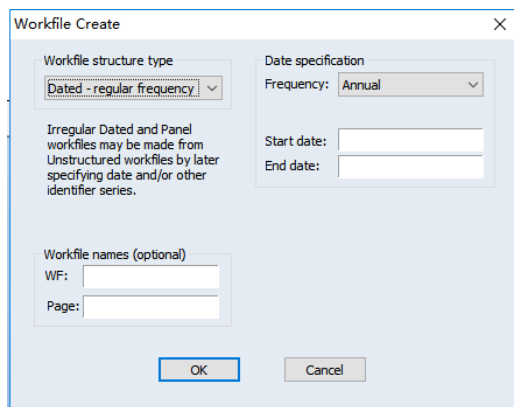 Workfile Create
Workfile structure type
Dated - regular frequency
Irregular Dated and Panel
workfiles may be made from
Unstructured workfiles by later
specifying date and/or other
identifier series.
Date specification
Frequency: Annual
Start date:
End date:
Workfile names (optional)
WF:
Page:
OK Cancel